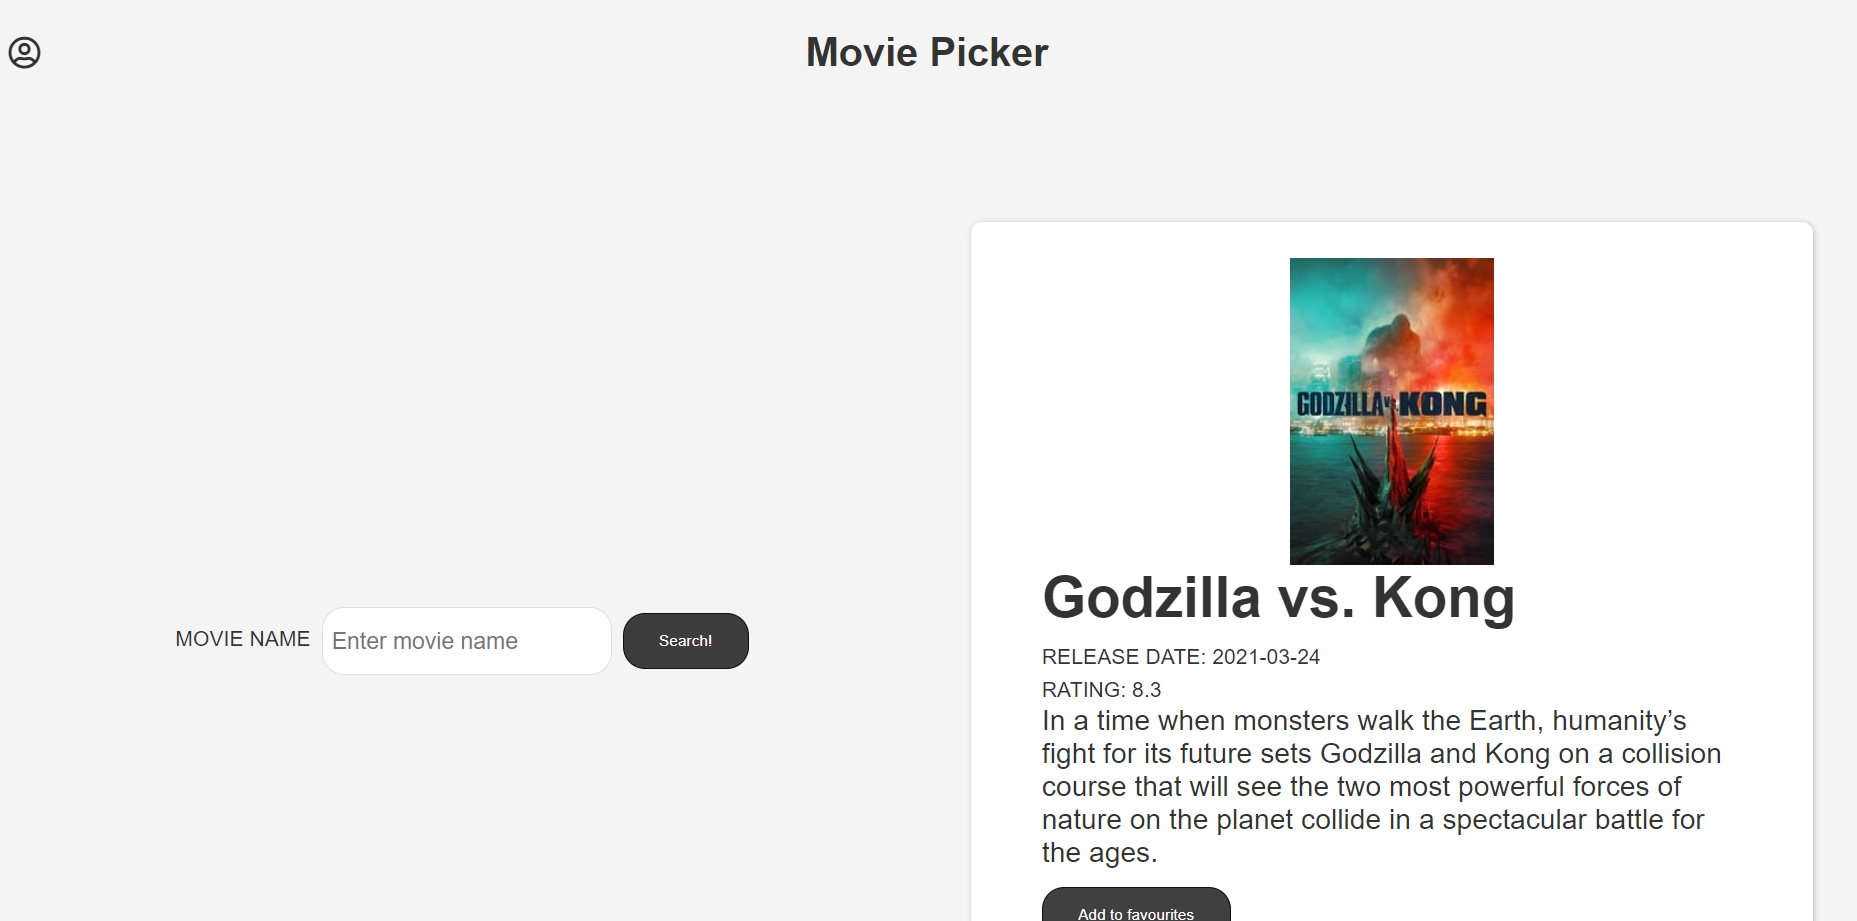 Movie Picker
MOVIE NAME
Enter movie name
Search!
GODZILLA vs. KONG
Godzilla vs. Kong
RELEASE DATE: 2021-03-24
RATING: 8.3
In a time when monsters walk the Earth, humanity’s
fight for its future sets Godzilla and Kong on a collision
course that will see the two most powerful forces of
nature on the planet collide in a spectacular battle for
the ages.
Add to favourites